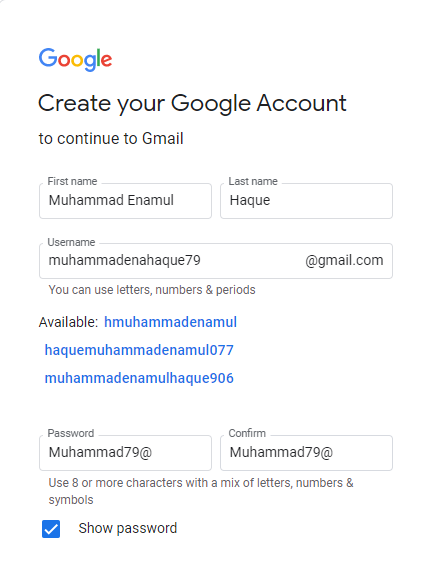 Google
Create your Google Account
to continue to Gmail
First name
Last name
Muhammad Enamul
Haque
Username
muhammadenahaque79
@gmail.com
You can use letters, numbers & periods
Available: hmuhammadenamul
haquemuhammadenamul077
muhammadenamulhaque906
Password
Confirm
Muhammad79@
Muhammad79@
Use 8 or more characters with a mix of letters, numbers &
symbols
Show password